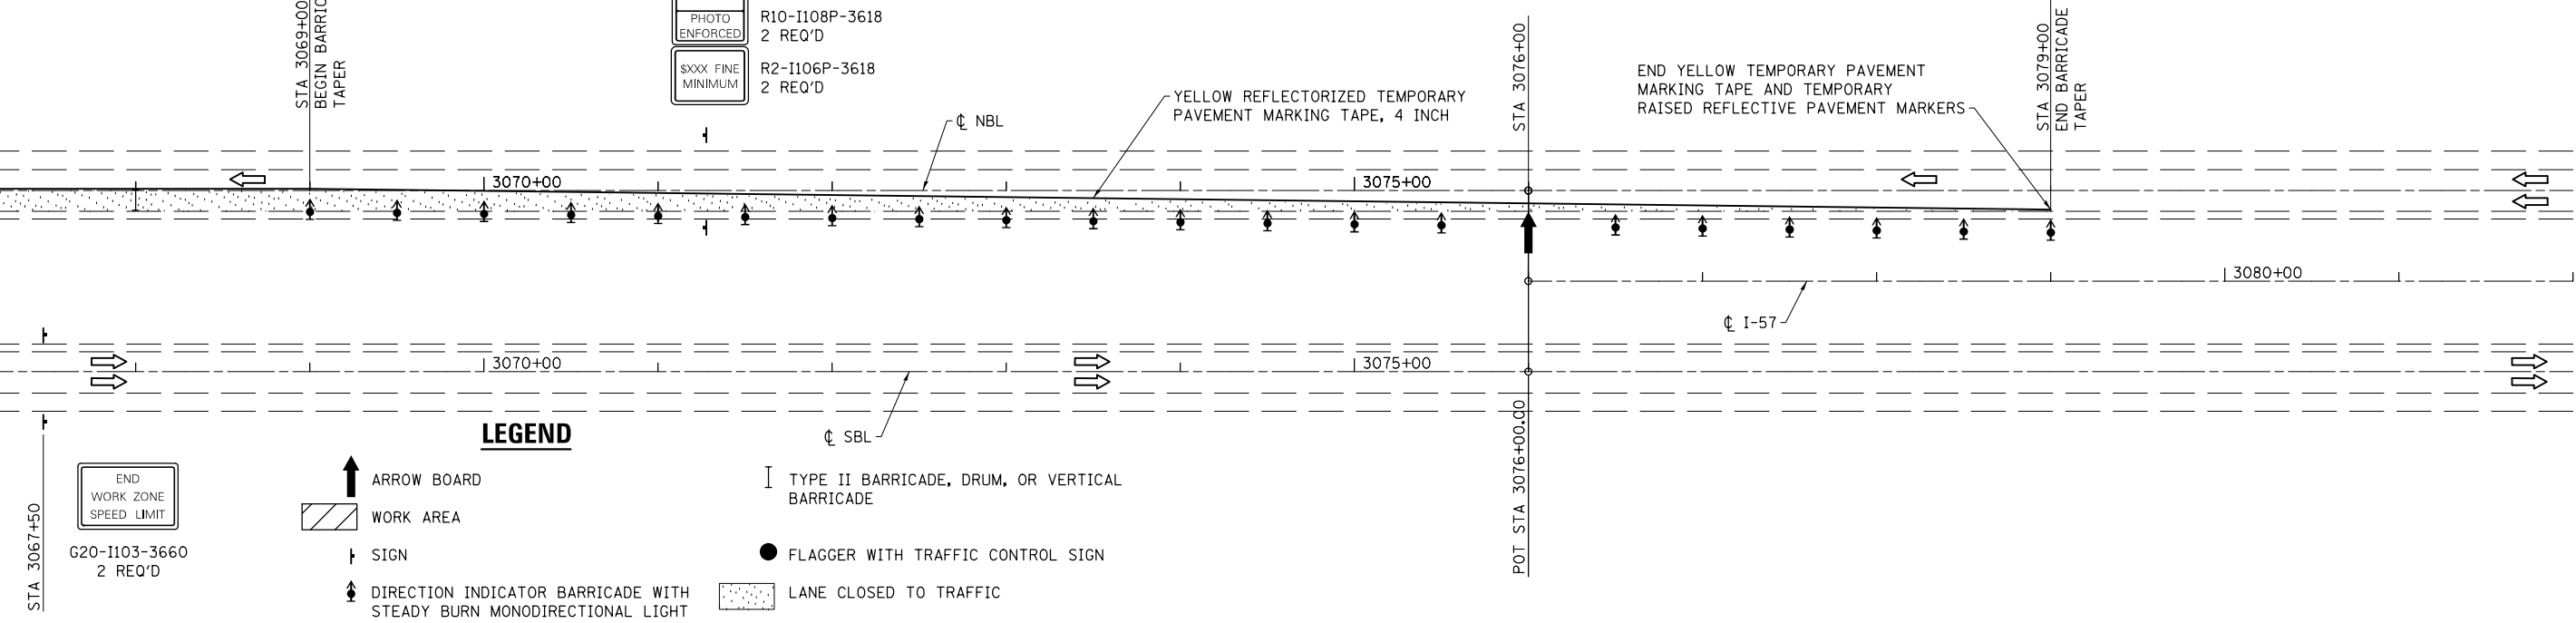 STA 3069+00
BEGIN BARRIC
TAPER
PHOTO
ENFORCED
R10-I108P-3618
2 REQ'D
$XXX FINE
MINIMUM
R2-I106P-3618
2 REQ'D
℄ NBL
YELLOW REFLECTORIZED TEMPORARY
PAVEMENT MARKING TAPE, 4 INCH
STA 3076+00
END YELLOW TEMPORARY PAVEMENT
MARKING TAPE AND TEMPORARY
RAISED REFLECTIVE PAVEMENT MARKERS
STA 3079+00
END BARRICADE
TAPER
3070+00
3075+00
3080+00
℄ I-57
3070+00
3075+00
℄ SBL
POT STA 3076+00.00
STA 3067+50
END
WORK ZONE
SPEED LIMIT
G20-I103-3660
2 REQ'D
LEGEND
ARROW BOARD
WORK AREA
SIGN
DIRECTION INDICATOR BARRICADE WITH
STEADY BURN MONODIRECTIONAL LIGHT
TYPE II BARRICADE, DRUM, OR VERTICAL
BARRICADE
FLAGGER WITH TRAFFIC CONTROL SIGN
LANE CLOSED TO TRAFFIC